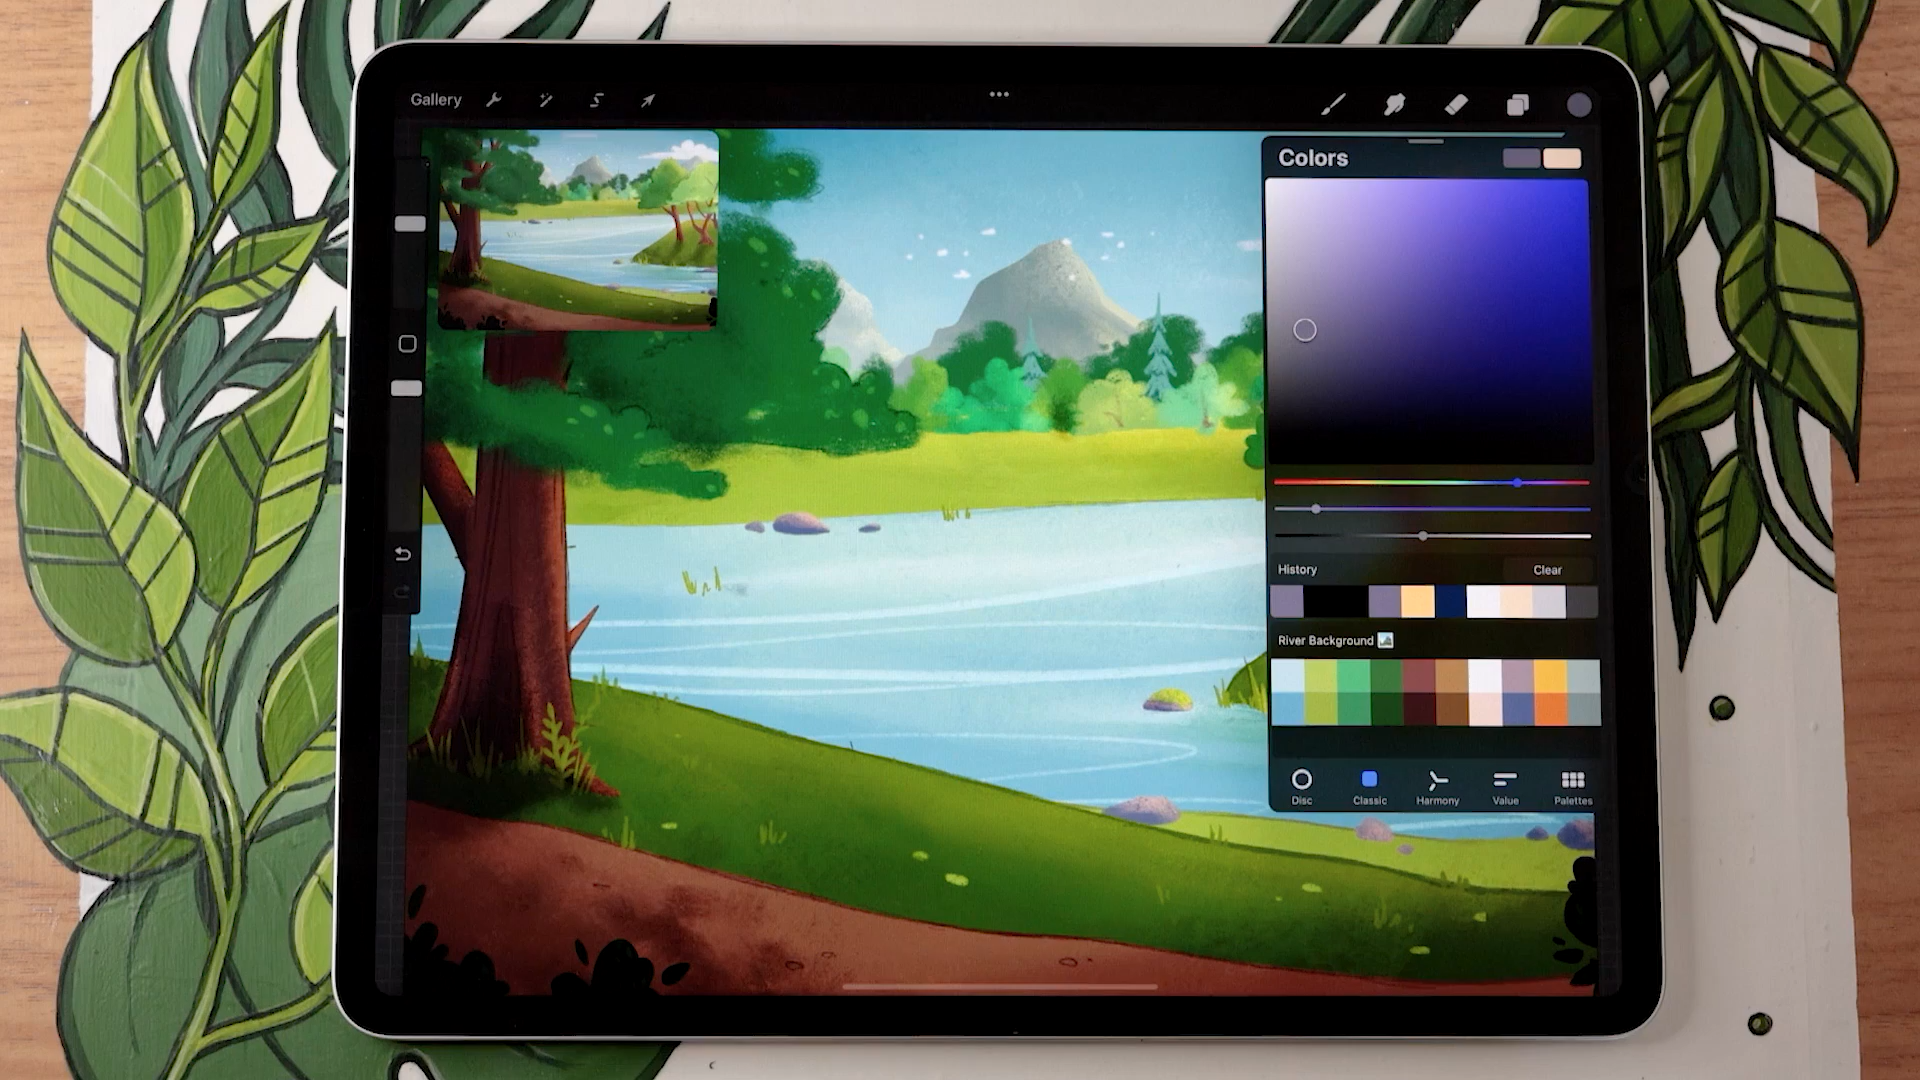 Gallery
Colors
History
Clear
River Background
Disc
Classic
Harmony
Value
Palettes